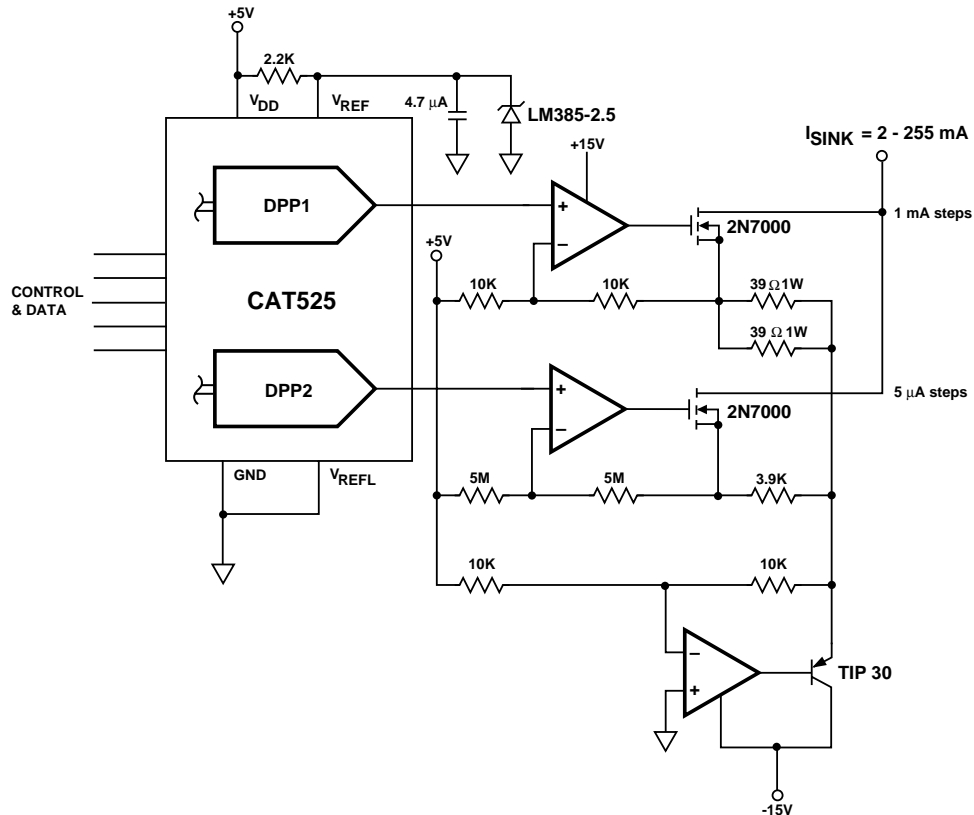 +5V
2.2K
VDD
VREF
4.7 µA
LM385-2.5
ISINK = 2 - 255 mA
+15V
DPP1
+
−
2N7000
1 mA steps
+5V
CONTROL
& DATA
CAT525
10K
10K
39 Ω 1W
39 Ω 1W
DPP2
+
−
2N7000
5 µA steps
GND
VREFL
5M
5M
3.9K
10K
10K
−
+
TIP 30
-15V